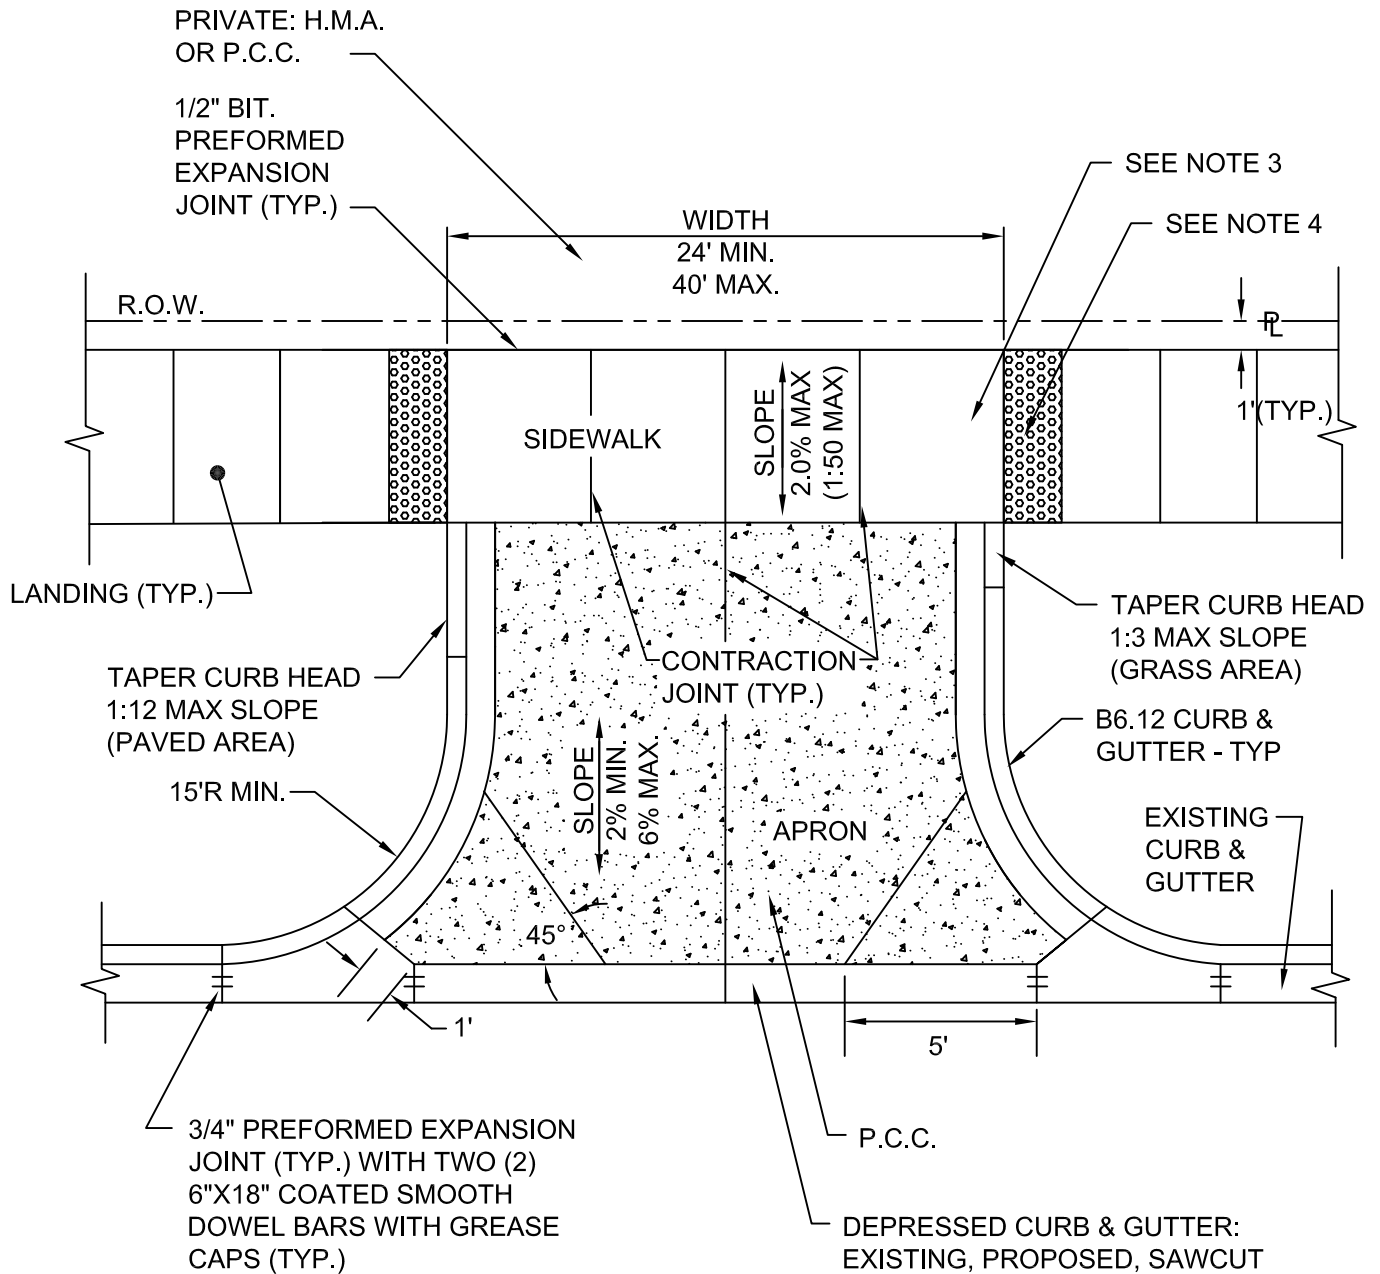 PRIVATE: H.M.A.
OR P.C.C.
1/2" BIT.
PREFORMED
EXPANSION
JOINT (TYP.)
WIDTH
24' MIN.
40' MAX.
SEE NOTE 3
SEE NOTE 4
R.O.W.
PL
1'(TYP.)
SIDEWALK
SLOPE
2.0% MAX
(1:50 MAX)
LANDING (TYP.)
TAPER CURB HEAD
1:12 MAX SLOPE
(PAVED AREA)
15'R MIN.
CONTRACTION
JOINT (TYP.)
TAPER CURB HEAD
1:3 MAX SLOPE
(GRASS AREA)
B6.12 CURB &
GUTTER - TYP
SLOPE
2% MIN.
6% MAX.
APRON
EXISTING
CURB &
GUTTER
45°
1'
5'
3/4" PREFORMED EXPANSION
JOINT (TYP.) WITH TWO (2)
6"X18" COATED SMOOTH
DOWEL BARS WITH GREASE
CAPS (TYP.)
P.C.C.
DEPRESSED CURB & GUTTER:
EXISTING, PROPOSED, SAWCUT